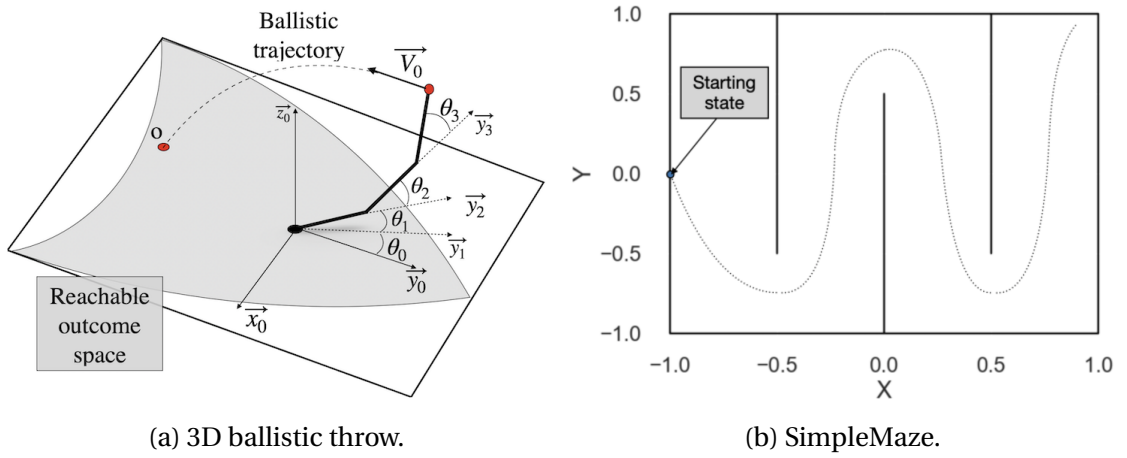 Ballistic
trajectory
V₀
o
z₀
θ₃
y₃
θ₂
y₂
θ₁
y₁
θ₀
y₀
x₀
Reachable
outcome
space
(a) 3D ballistic throw.
1.0
0.5
0.0
−0.5
−1.0
Y
Starting
state
−1.0 −0.5 0.0 0.5 1.0
X
(b) SimpleMaze.